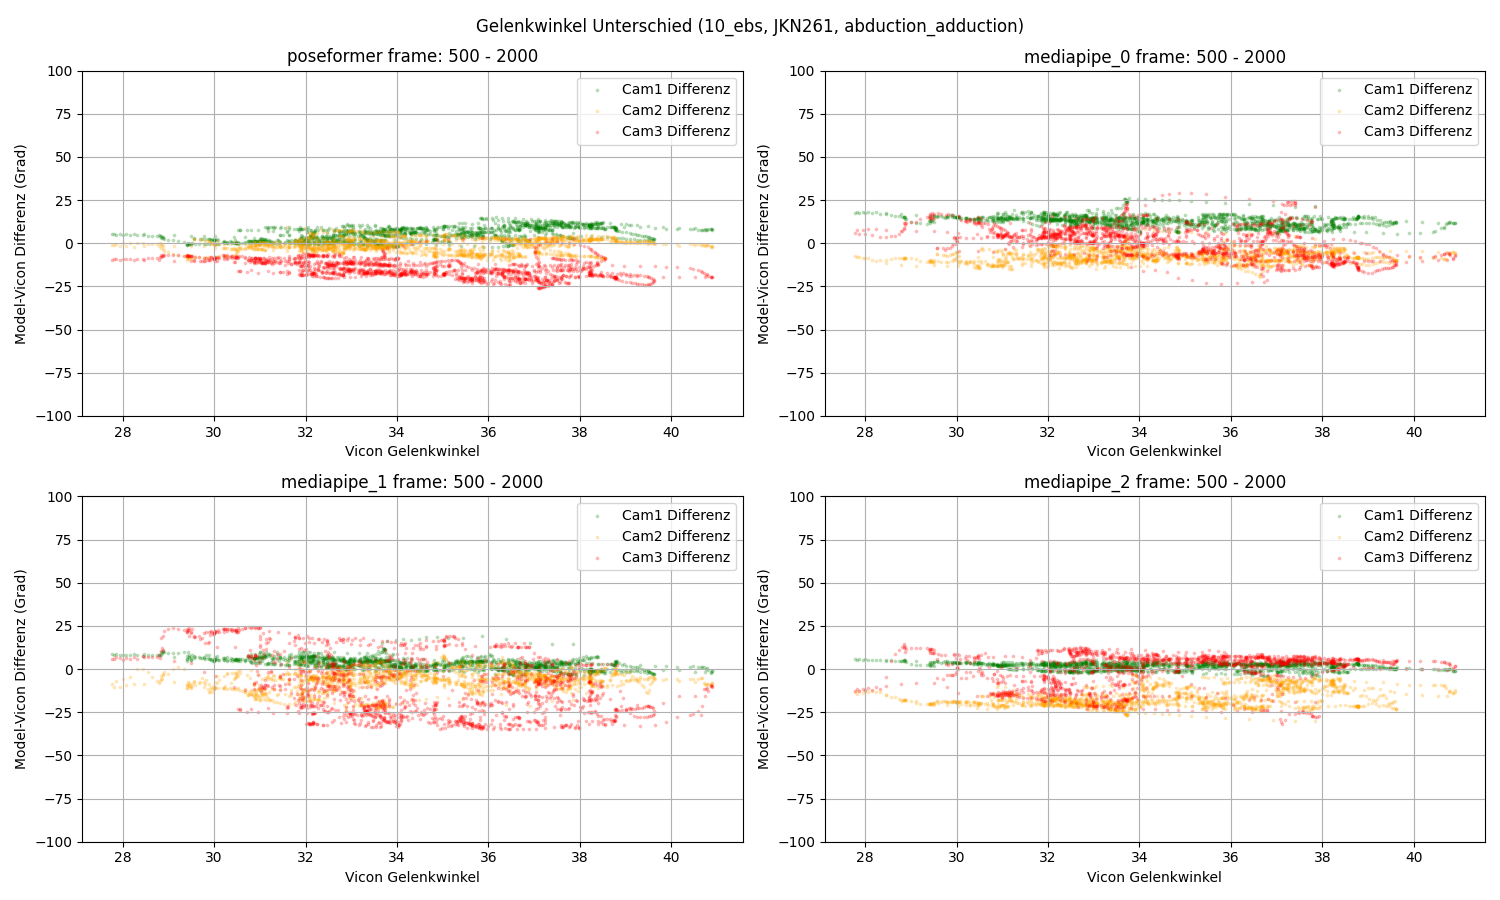 Gelenkwinkel Unterschied (10_ebs, JKN261, abduction_adduction)
poseformer frame: 500 - 2000
100
75
50
25
0
−25
−50
−75
−100
Model-Vicon Differenz (Grad)
Cam1 Differenz
Cam2 Differenz
Cam3 Differenz
28 30 32 34 36 38 40
Vicon Gelenkwinkel
mediapipe_0 frame: 500 - 2000
100
75
50
25
0
−25
−50
−75
−100
Model-Vicon Differenz (Grad)
Cam1 Differenz
Cam2 Differenz
Cam3 Differenz
28 30 32 34 36 38 40
Vicon Gelenkwinkel
mediapipe_1 frame: 500 - 2000
100
75
50
25
0
−25
−50
−75
−100
Model-Vicon Differenz (Grad)
Cam1 Differenz
Cam2 Differenz
Cam3 Differenz
28 30 32 34 36 38 40
Vicon Gelenkwinkel
mediapipe_2 frame: 500 - 2000
100
75
50
25
0
−25
−50
−75
−100
Model-Vicon Differenz (Grad)
Cam1 Differenz
Cam2 Differenz
Cam3 Differenz
28 30 32 34 36 38 40
Vicon Gelenkwinkel